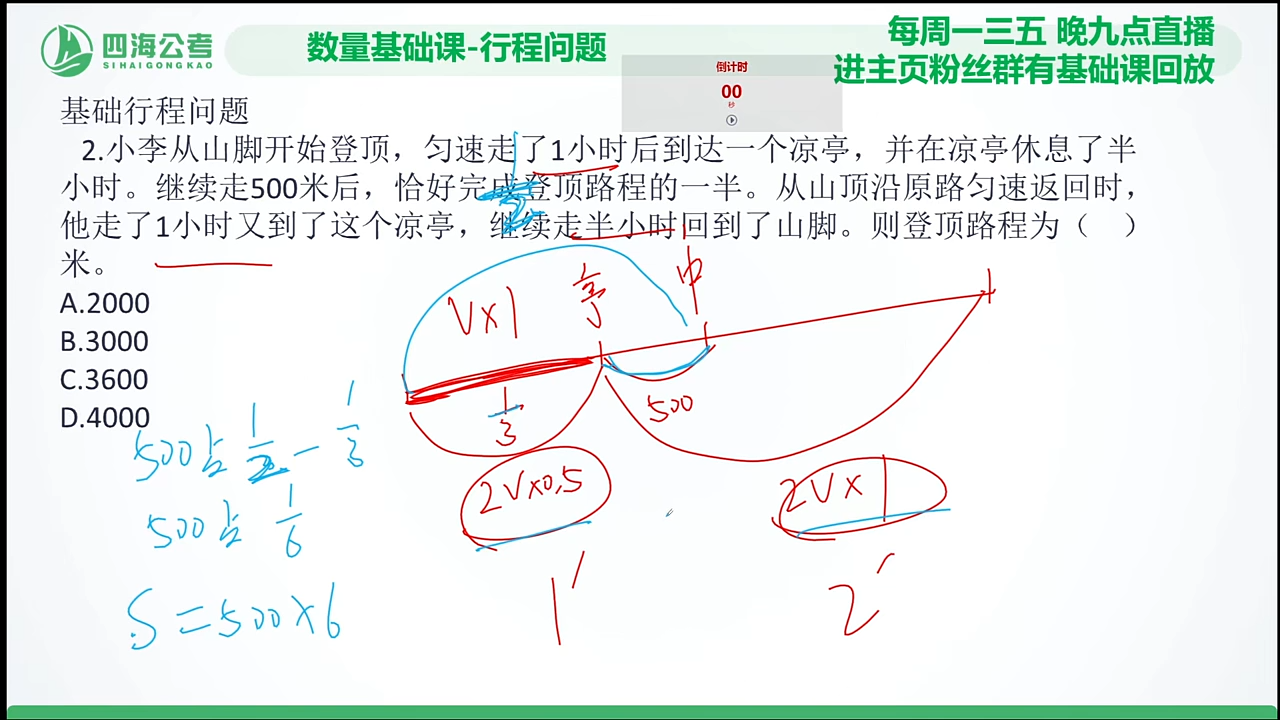 四海公考
SIHAIGONGKAO
数量基础课-行程问题
每周一三五 晚九点直播
进主页粉丝群有基础课回放
倒计时
00
秒
基础行程问题
2.小李从山脚开始登顶，匀速走了1小时后到达一个凉亭，并在凉亭休息了半
小时。继续走500米后，恰好完成登顶路程的一半。从山顶沿原路匀速返回时，
他走了1小时又到了这个凉亭，继续走半小时回到了山脚。则登顶路程为（ ）
米。
A.2000
B.3000
C.3600
D.4000
1/2
V×1
亭
中
1/3
500
2V×0.5
2V×1
1'
2'
500占 1/2 - 1/3
500占 1/6
S=500×6